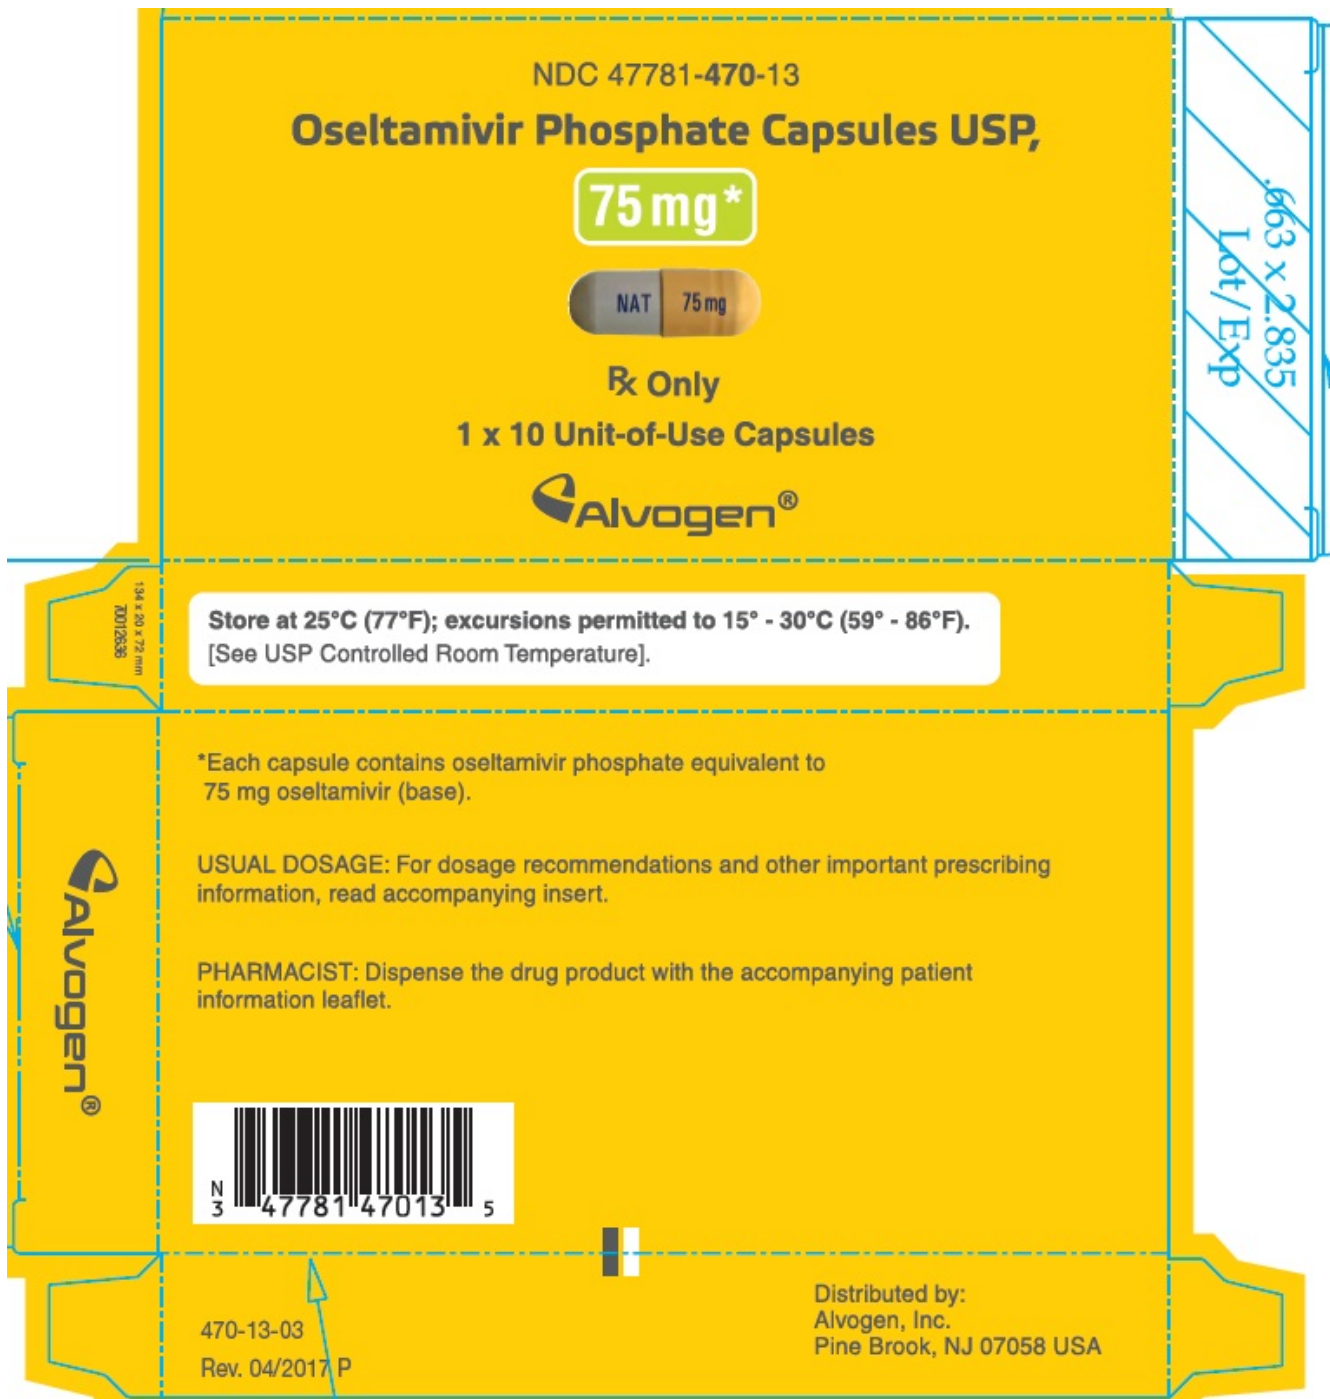 NDC 47781-470-13
Oseltamivir Phosphate Capsules USP,
75 mg*
NAT 75 mg
℞ Only
1 x 10 Unit-of-Use Capsules
Alvogen®
.663 x 2.835
Lot/Exp
134 x 20 x 72 mm
70012636
Store at 25°C (77°F); excursions permitted to 15° - 30°C (59° - 86°F).
[See USP Controlled Room Temperature].
*Each capsule contains oseltamivir phosphate equivalent to
75 mg oseltamivir (base).
USUAL DOSAGE: For dosage recommendations and other important prescribing
information, read accompanying insert.
PHARMACIST: Dispense the drug product with the accompanying patient
information leaflet.
Alvogen®
N
3 47781 47013 5
470-13-03
Rev. 04/2017 P
Distributed by:
Alvogen, Inc.
Pine Brook, NJ 07058 USA